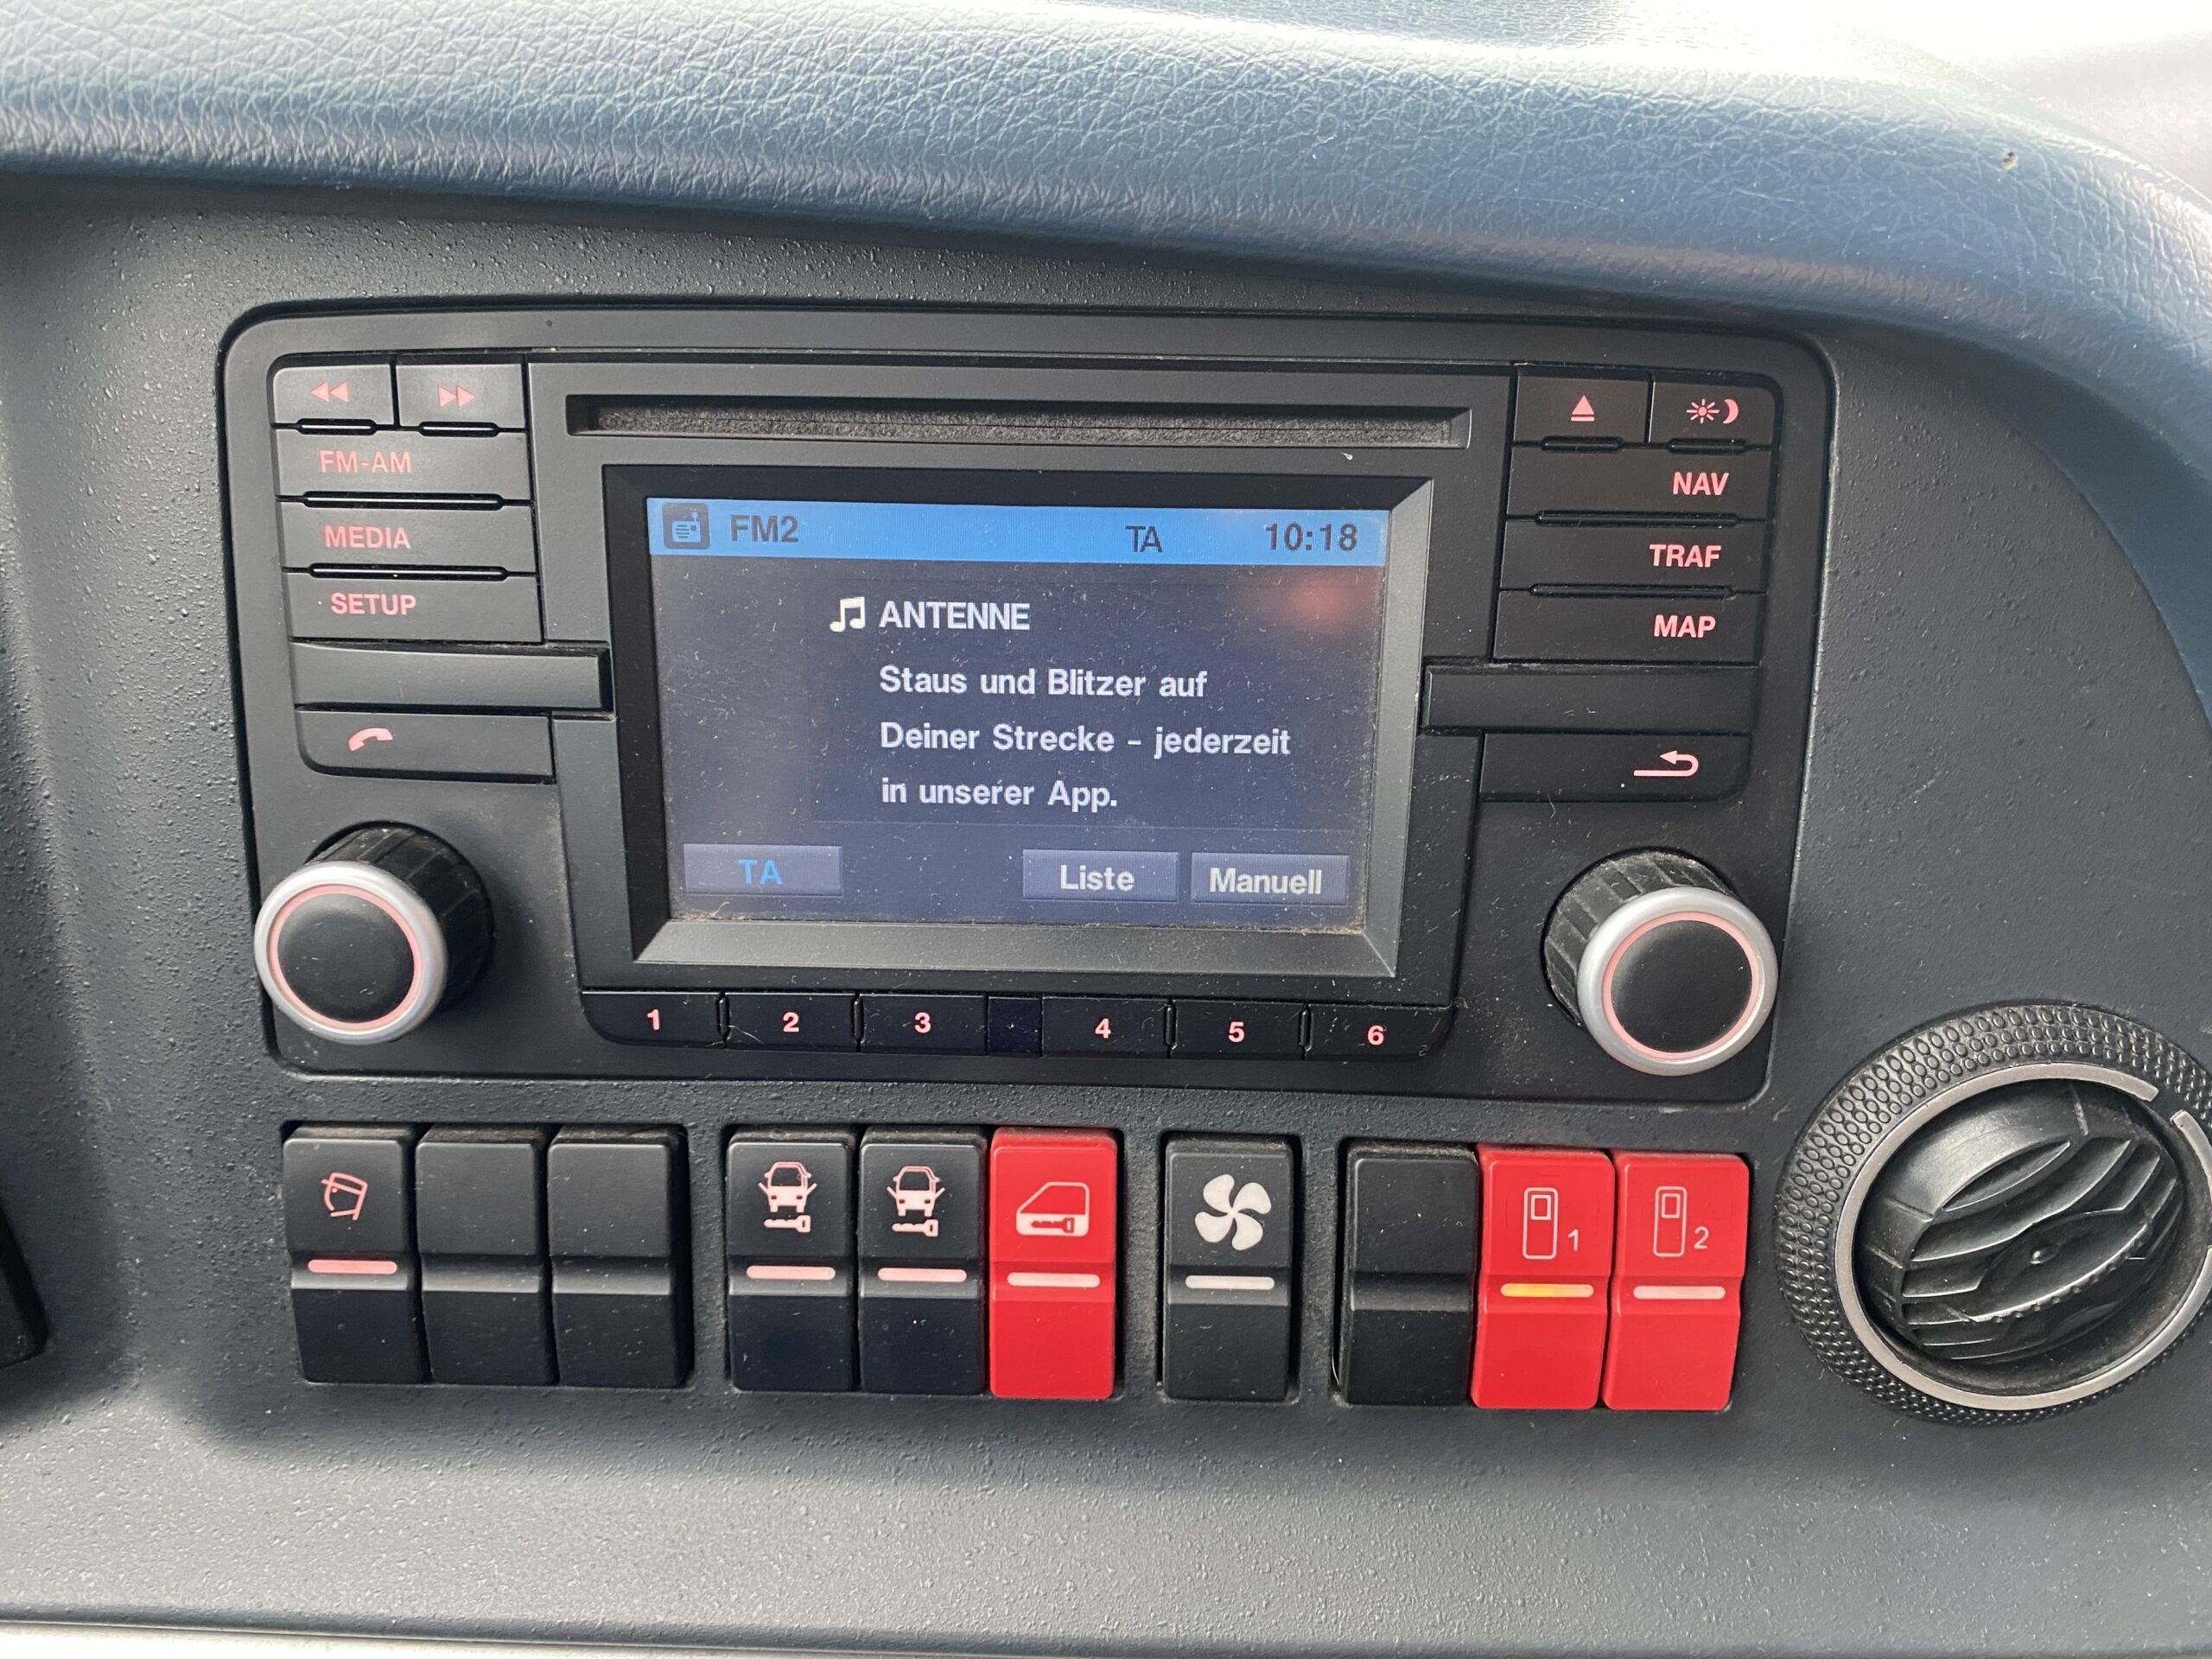 FM-AM
MEDIA
SETUP
NAV
TRAF
MAP
FM2 TA 10:18
ANTENNE
Staus und Blitzer auf
Deiner Strecke - jederzeit
in unserer App.
TA Liste Manuell
1 2 3 4 5 6
1 2